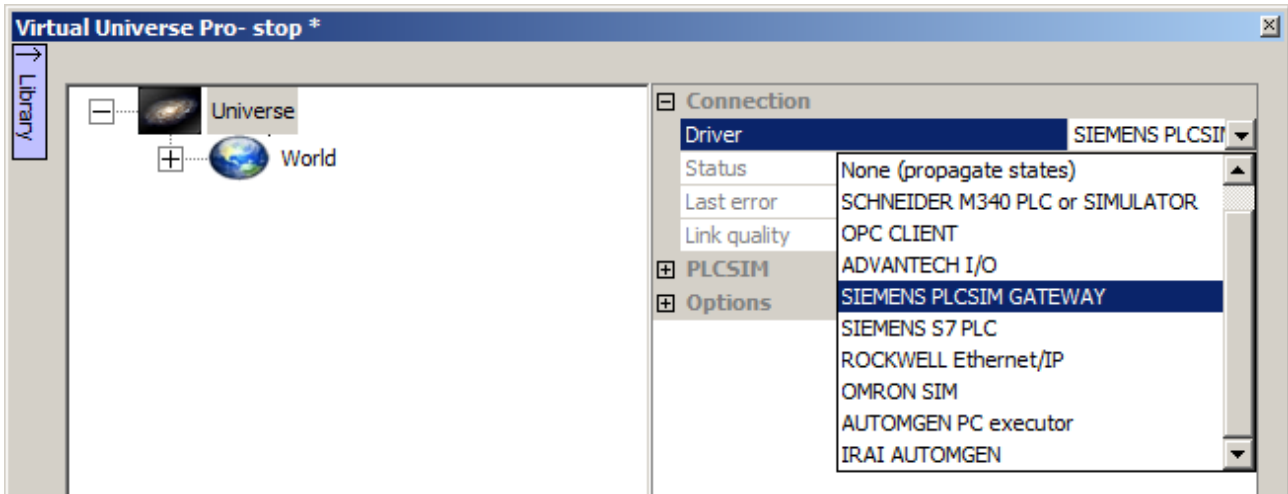 Virtual Universe Pro- stop *
Library
Universe
World
Connection
Driver SIEMENS PLCSI
Status
Last error
Link quality
PLCSIM
Options
None (propagate states)
SCHNEIDER M340 PLC or SIMULATOR
OPC CLIENT
ADVANTECH I/O
SIEMENS PLCSIM GATEWAY
SIEMENS S7 PLC
ROCKWELL Ethernet/IP
OMRON SIM
AUTOMGEN PC executor
IRAI AUTOMGEN